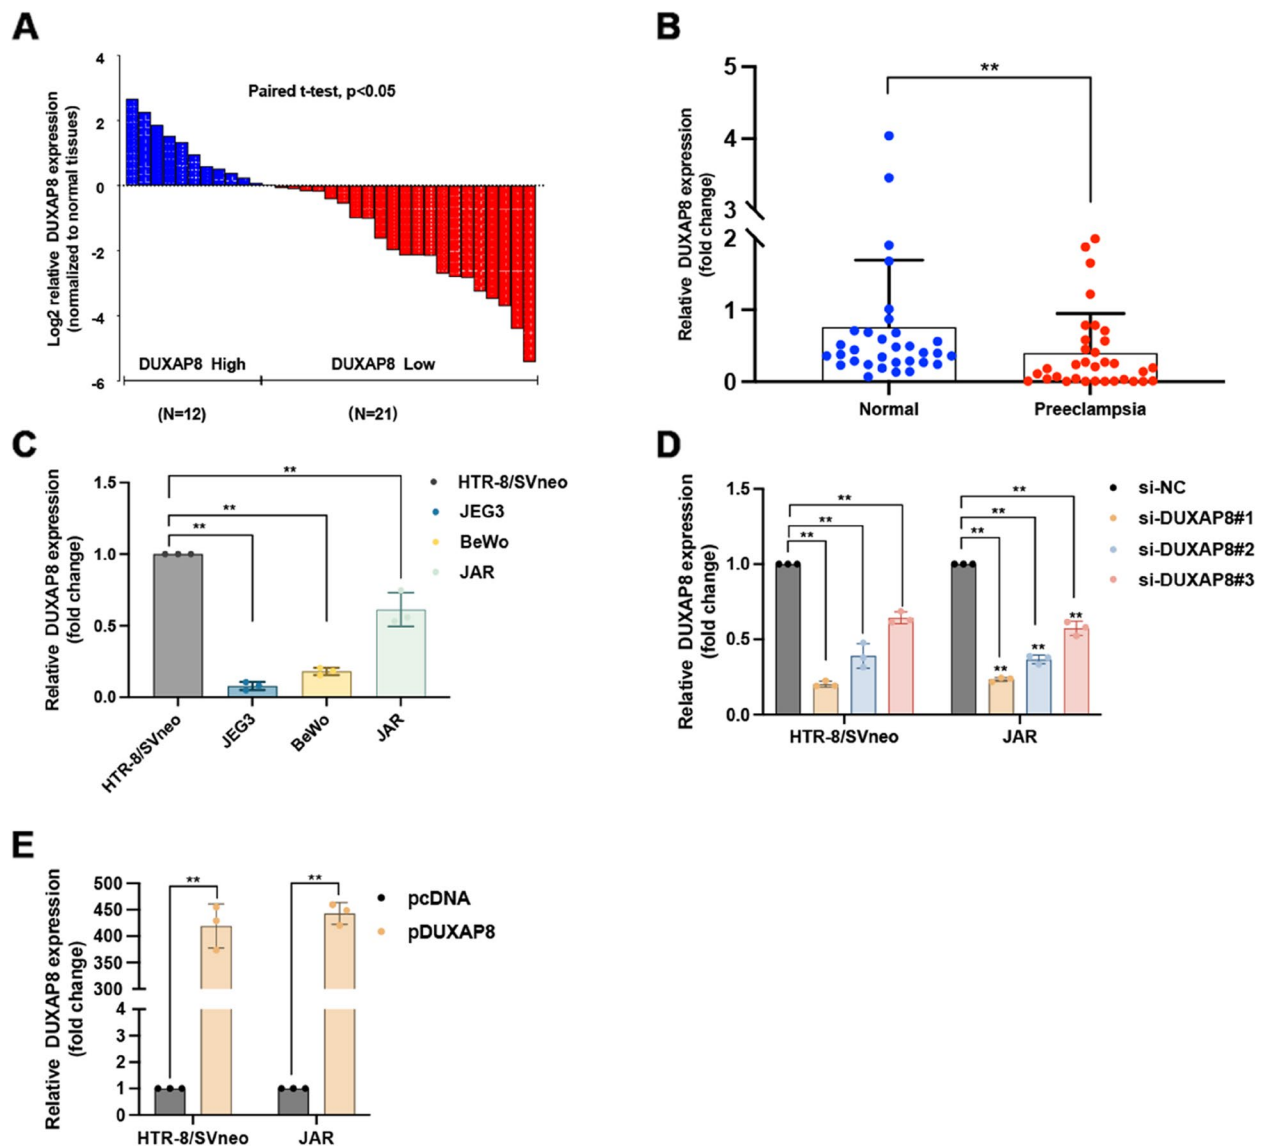 A
Log2 relative DUXAP8 expression
(normalized to normal tissues)
4
2
0
-2
-4
-6
Paired t-test, p<0.05
DUXAP8 High
DUXAP8 Low
(N=12)
(N=21)
B
Relative DUXAP8 expression
(fold change)
5
4
3
2
1
0
**
Normal
Preeclampsia
C
Relative DUXAP8 expression
(fold change)
1.5
1.0
0.5
0.0
**
**
**
HTR-8/SVneo
JEG3
BeWo
JAR
HTR-8/SVneo
JEG3
BeWo
JAR
D
Relative DUXAP8 expression
(fold change)
1.5
1.0
0.5
0.0
**
**
**
**
**
**
**
**
**
HTR-8/SVneo
JAR
si-NC
si-DUXAP8#1
si-DUXAP8#2
si-DUXAP8#3
E
Relative DUXAP8 expression
(fold change)
500
450
400
350
300
4
3
2
1
0
**
**
HTR-8/SVneo
JAR
pcDNA
pDUXAP8